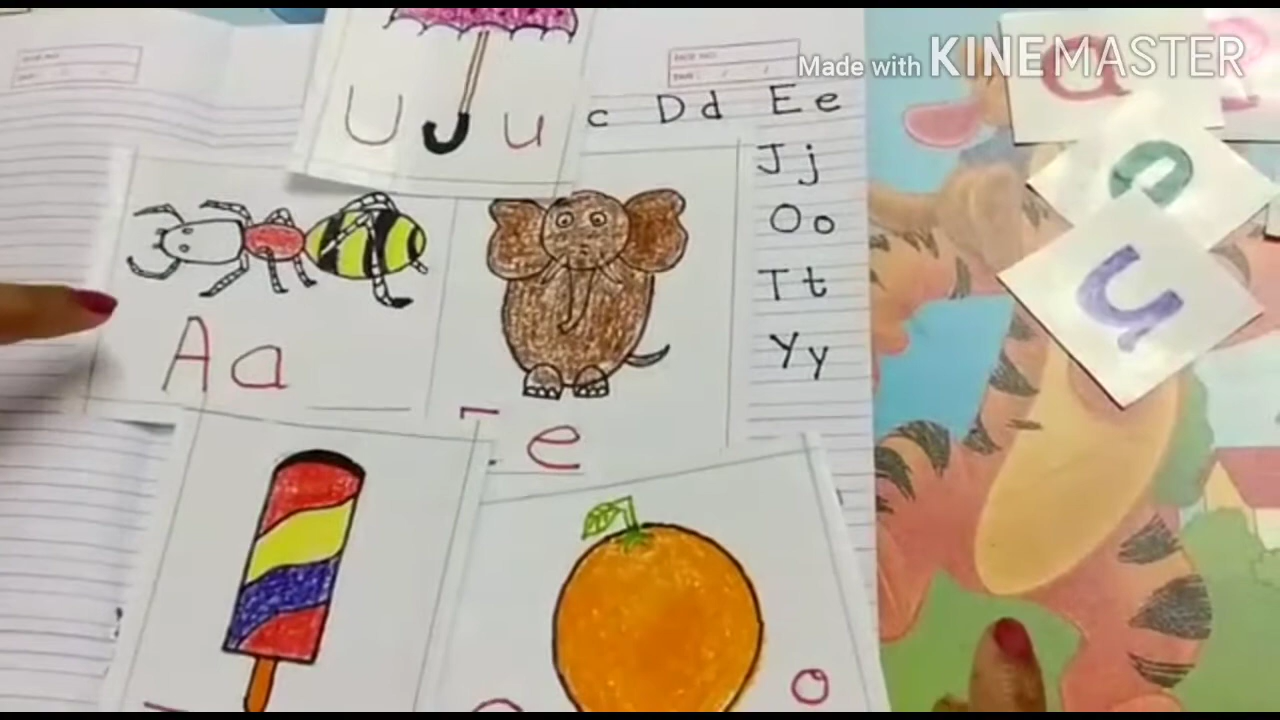 Made with KINEMASTER
U u
c Dd Ee
Jj
Oo
Tt
Yy
Aa
e
o
a
e
u